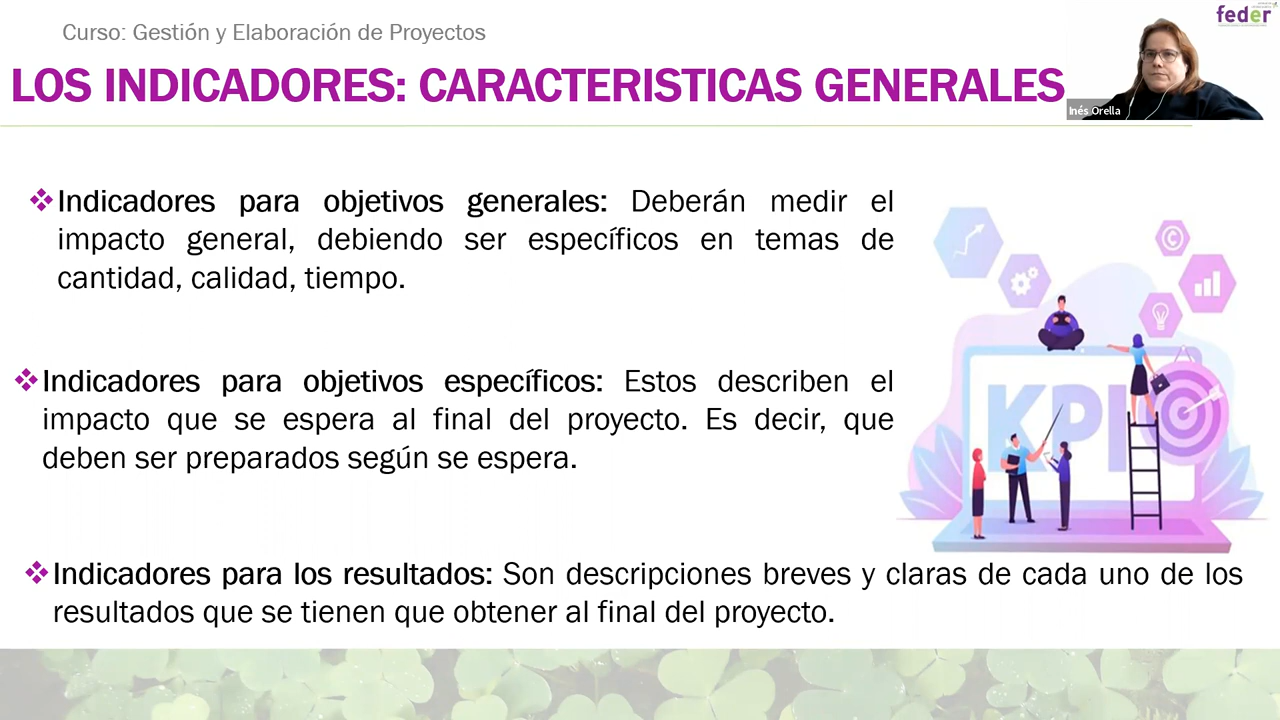 Curso: Gestión y Elaboración de Proyectos
feder
LOS INDICADORES: CARACTERISTICAS GENERALES
Inés Orella
Indicadores para objetivos generales: Deberán medir el
impacto general, debiendo ser específicos en temas de
cantidad, calidad, tiempo.
Indicadores para objetivos específicos: Estos describen el
impacto que se espera al final del proyecto. Es decir, que
deben ser preparados según se espera.
KPI
Indicadores para los resultados: Son descripciones breves y claras de cada uno de los
resultados que se tienen que obtener al final del proyecto.